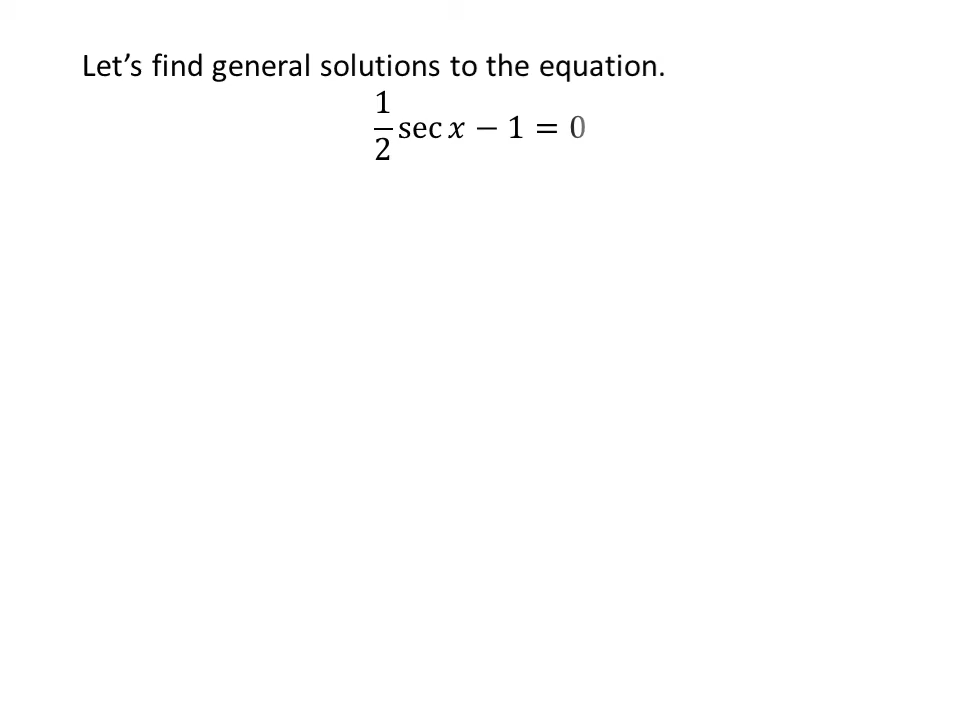 Let’s find general solutions to the equation.
1/2 sec x − 1 = 0